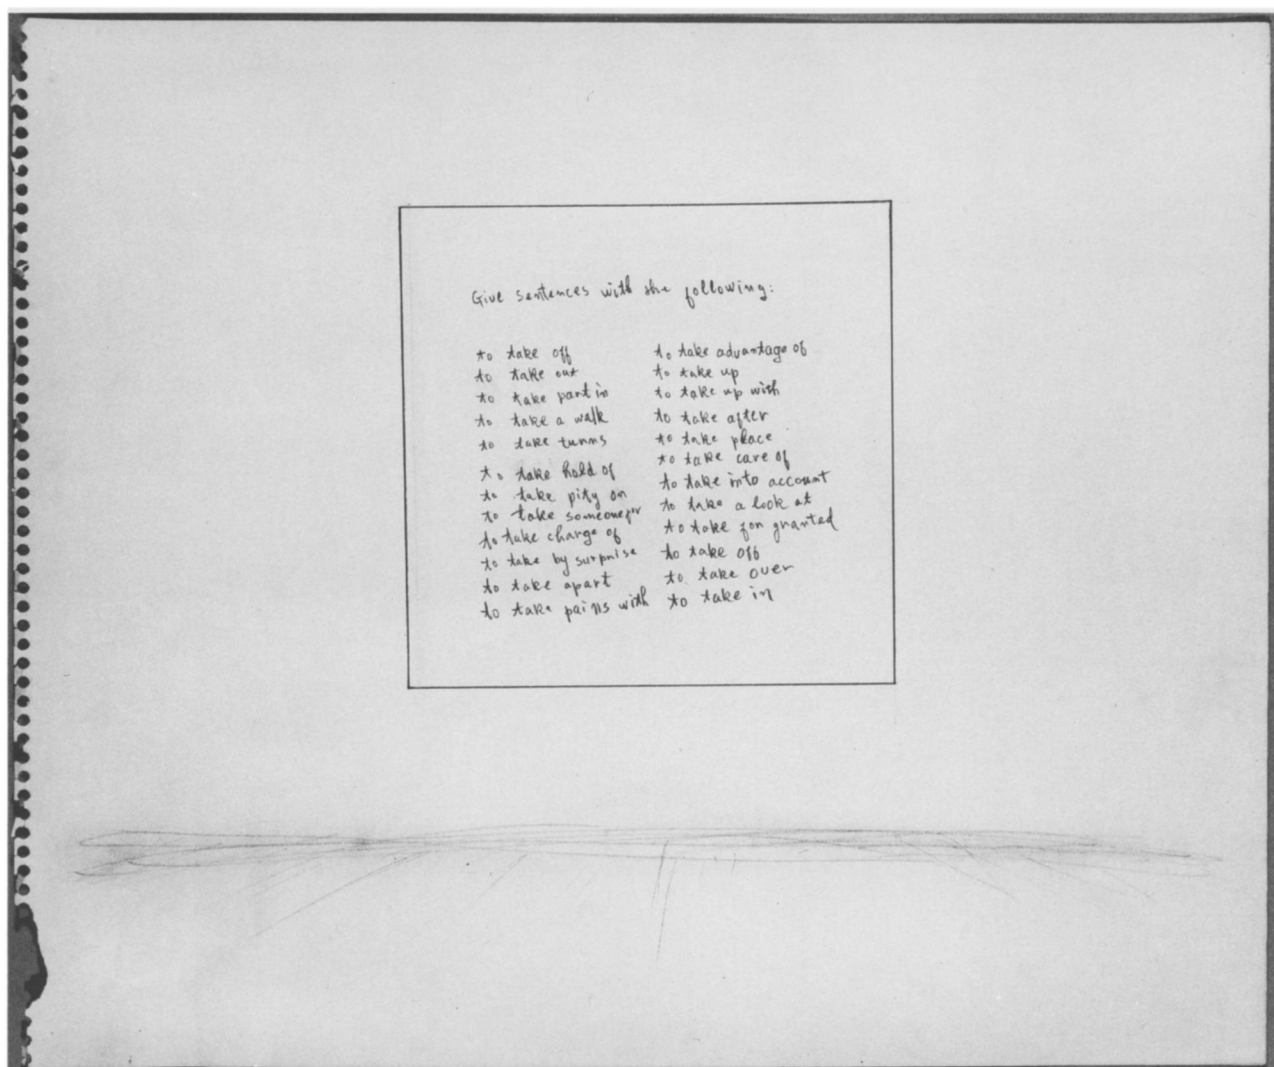 Give sentences with the following:
to take off
to take out
to take part in
to take a walk
to take turns
to take hold of
to take pity on
to take someone for
to take charge of
to take by surprise
to take apart
to take pains with
to take advantage of
to take up
to take up with
to take after
to take place
to take care of
to take into account
to take a look at
to take for granted
to take off
to take over
to take in